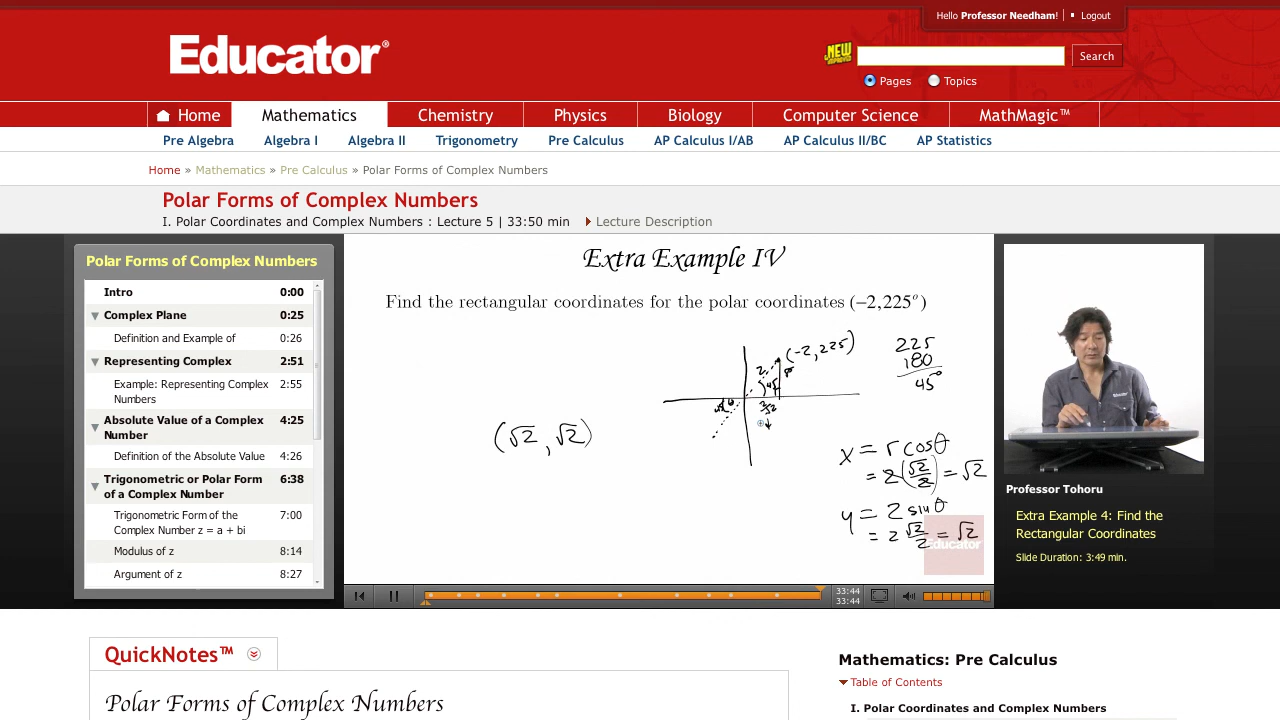 Hello Professor Needham! Logout
Educator®
NEW
Search
Pages Topics
Home Mathematics Chemistry Physics Biology Computer Science MathMagic™
Pre Algebra Algebra I Algebra II Trigonometry Pre Calculus AP Calculus I/AB AP Calculus II/BC AP Statistics
Home » Mathematics » Pre Calculus » Polar Forms of Complex Numbers
Polar Forms of Complex Numbers
I. Polar Coordinates and Complex Numbers : Lecture 5 | 33:50 min Lecture Description
Polar Forms of Complex Numbers
Intro 0:00
Complex Plane 0:25
Definition and Example of 0:26
Representing Complex 2:51
Example: Representing Complex 2:55
Numbers
Absolute Value of a Complex 4:25
Number
Definition of the Absolute Value 4:26
Trigonometric or Polar Form 6:38
of a Complex Number
Trigonometric Form of the 7:00
Complex Number z = a + bi
Modulus of z 8:14
Argument of z 8:27
Extra Example IV
Find the rectangular coordinates for the polar coordinates (−2,225°)
(-2,225)
2
45
225
180
45°
(√2, √2)
x = r cosθ
= 2(√2/2) = √2
y = 2 sinθ
= 2 √2/2 = √2
Educator
33:44
33:44
Professor Tohoru
Extra Example 4: Find the
Rectangular Coordinates
Slide Duration: 3:49 min.
QuickNotes™
Polar Forms of Complex Numbers
Mathematics: Pre Calculus
Table of Contents
I. Polar Coordinates and Complex Numbers